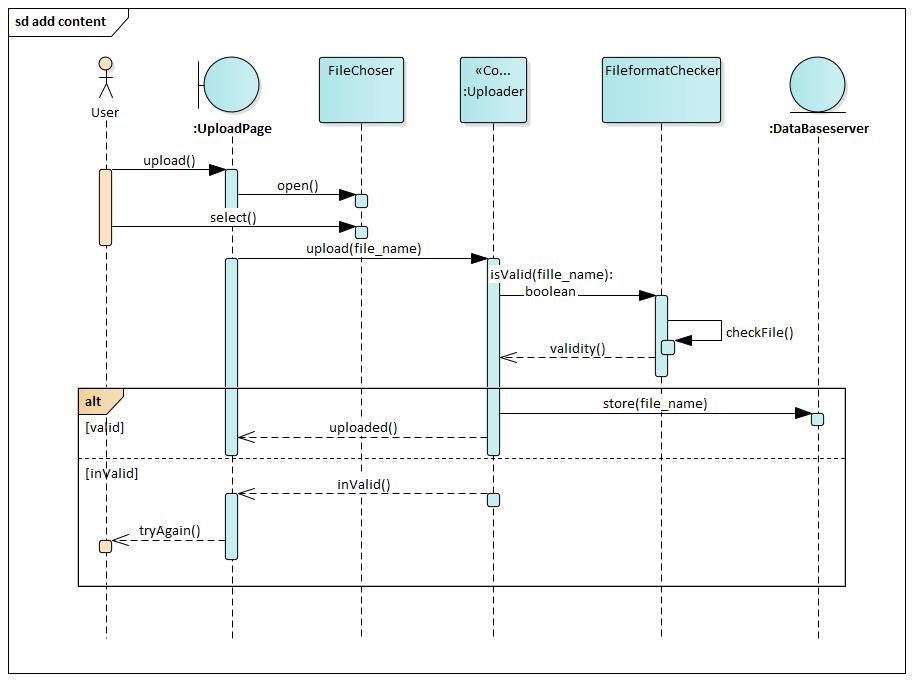 sd add content
FileChoser
«Co...
:Uploader
FileformatChecker
User
:UploadPage
:DataBaseserver
upload()
open()
select()
upload(file_name)
isValid(fille_name):
boolean
checkFile()
validity()
alt
store(file_name)
[valid]
uploaded()
[inValid]
inValid()
tryAgain()